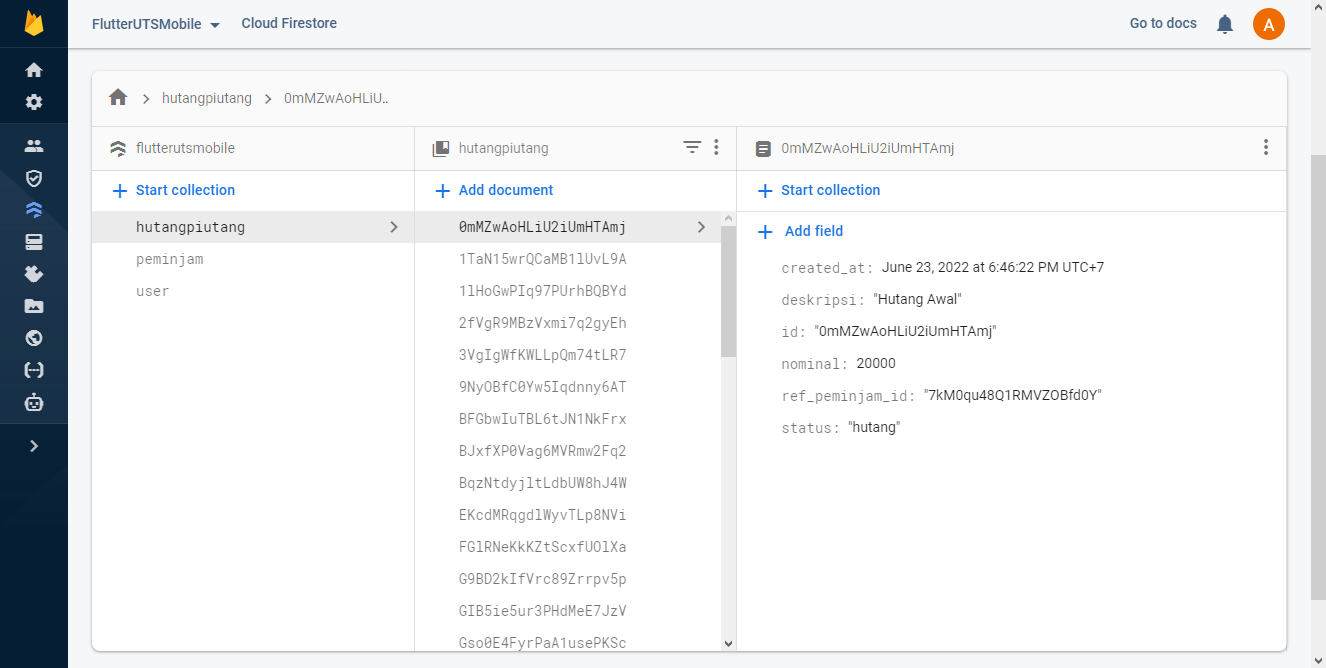 FlutterUTSMobile Cloud Firestore Go to docs A
hutangpiutang 0mMZwAoHLiU..
flutterutsmobile
Start collection
hutangpiutang
peminjam
user
hutangpiutang
Add document
0mMZwAoHLiU2iUmHTAmj
1TaN15wrQCaMB1lUvL9A
1lHoGwPIq97PUrhBQBYd
2fVgR9MBzVxmi7q2gyEh
3VgIgWfKWLLpQm74tLR7
9NyOBfC0Yw5Iqdnny6AT
BFGbwIuTBL6tJN1NkFrx
BJxfXP0Vag6MVRmw2Fq2
BqzNtdyjltLdbUW8hJ4W
EKcdMRqgdlWyvTLp8NVi
FGlRNeKkKZtScxfUOlXa
G9BD2kIfVrc89Zrrpv5p
GIB5ie5ur3PHdMeE7JzV
Gso0E4FyrPaA1usePKSc
0mMZwAoHLiU2iUmHTAmj
Start collection
Add field
created_at: June 23, 2022 at 6:46:22 PM UTC+7
deskripsi: "Hutang Awal"
id: "0mMZwAoHLiU2iUmHTAmj"
nominal: 20000
ref_peminjam_id: "7kM0qu48Q1RMVZOBfd0Y"
status: "hutang"